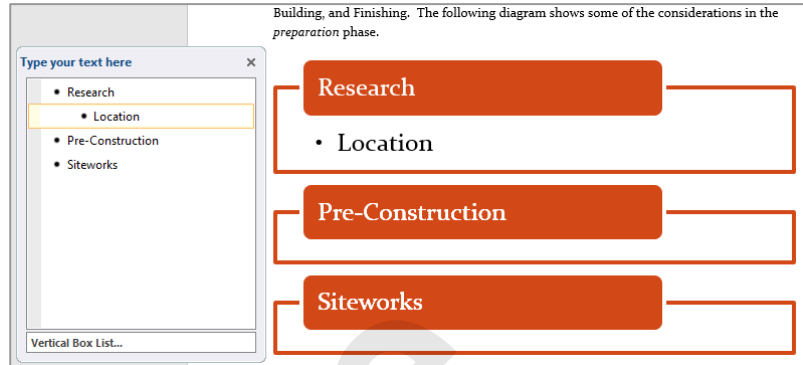 Building, and Finishing. The following diagram shows some of the considerations in the
preparation phase.
Type your text here
• Research
• Location
• Pre-Construction
• Siteworks
Vertical Box List...
Research
• Location
Pre-Construction
Siteworks